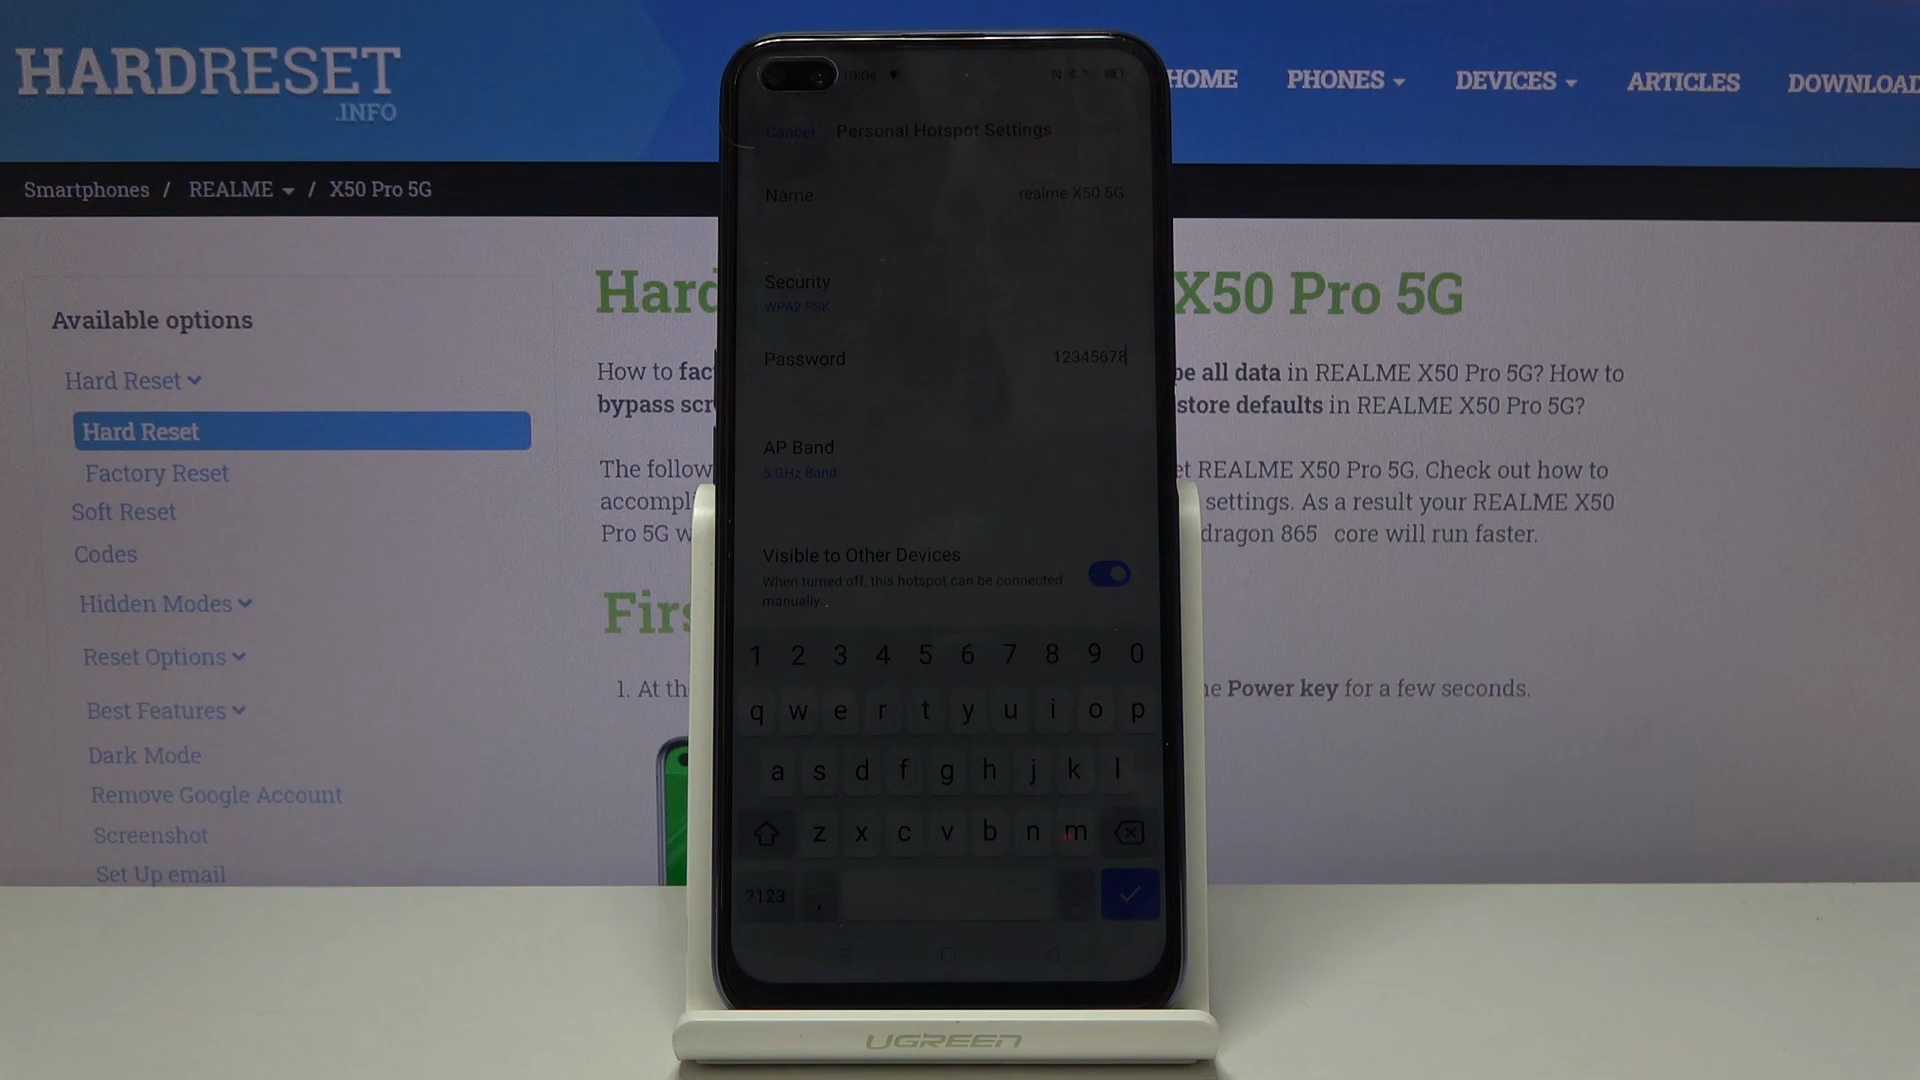 HARDRESET
.INFO
HOME PHONES DEVICES ARTICLES DOWNLOAD
Smartphones / REALME / X50 Pro 5G
Available options
Hard Reset
Hard Reset
Factory Reset
Soft Reset
Codes
Hidden Modes
Reset Options
Best Features
Dark Mode
Remove Google Account
Screenshot
Set Up email
Hard X50 Pro 5G
How to fac pe all data in REALME X50 Pro 5G? How to
bypass scr store defaults in REALME X50 Pro 5G?
The follow et REALME X50 Pro 5G. Check out how to
accompli settings. As a result your REALME X50
Pro 5G w dragon 865 core will run faster.
Firs
1. At th he Power key for a few seconds.
10:04
Cancel Personal Hotspot Settings
Name realme X50 5G
Security
WPA2 PSK
Password 12345678
AP Band
5 GHz Band
Visible to Other Devices
When turned off, this hotspot can be connected
manually.
1 2 3 4 5 6 7 8 9 0
q w e r t y u i o p
a s d f g h j k l
z x c v b n m
?123 , .
UGREEN